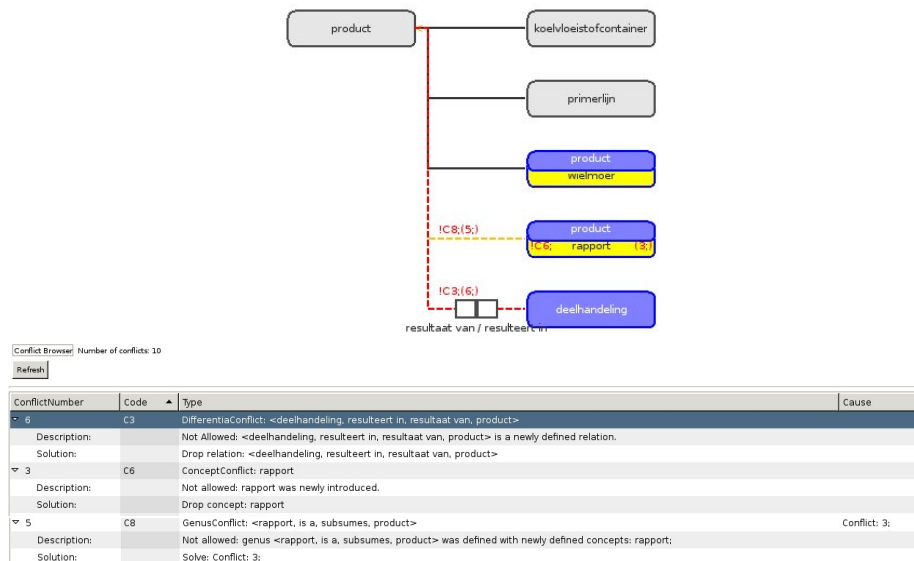 product
koelvloeistofcontainer
primerlijn
product
wielmoer
!C8;(5;)
product
!C6; rapport (3;)
!C3;(6;)
deelhandeling
resultaat van / resulteert in
Conflict Browser Number of conflicts: 10
Refresh
ConflictNumber Code Type Cause
6 C3 DifferentiaConflict: <deelhandeling, resulteert in, resultaat van, product>
Description: Not Allowed: <deelhandeling, resulteert in, resultaat van, product> is a newly defined relation.
Solution: Drop relation: <deelhandeling, resulteert in, resultaat van, product>
3 C6 ConceptConflict: rapport
Description: Not allowed: rapport was newly introduced.
Solution: Drop concept: rapport
5 C8 GenusConflict: <rapport, is a, subsumes, product> Conflict: 3;
Description: Not allowed: genus <rapport, is a, subsumes, product> was defined with newly defined concepts: rapport;
Solution: Solve: Conflict: 3;